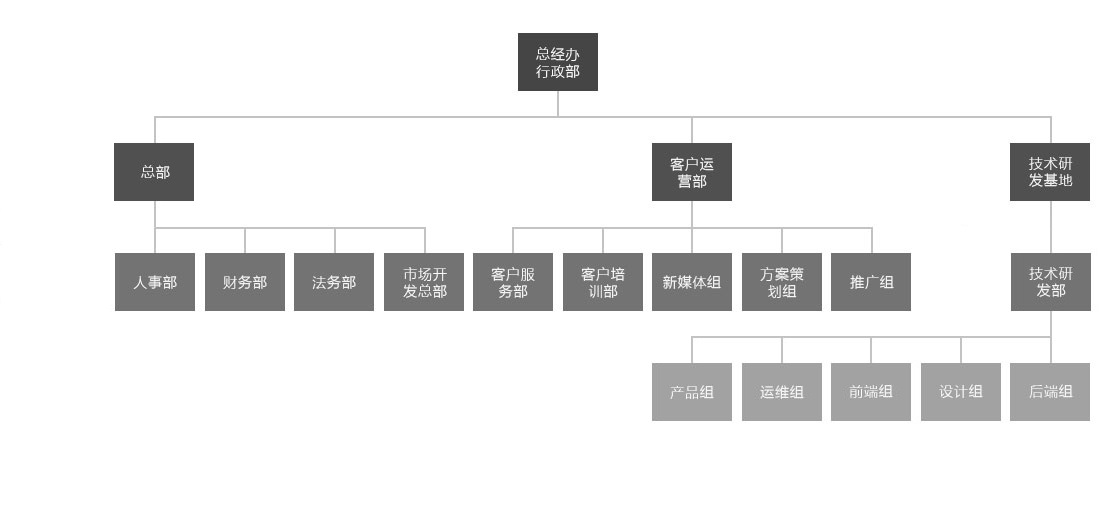 总经办
行政部
总部
客户运
营部
技术研
发基地
人事部
财务部
法务部
市场开
发总部
客户服
务部
客户培
训部
新媒体组
方案策
划组
推广组
技术研
发部
产品组
运维组
前端组
设计组
后端组